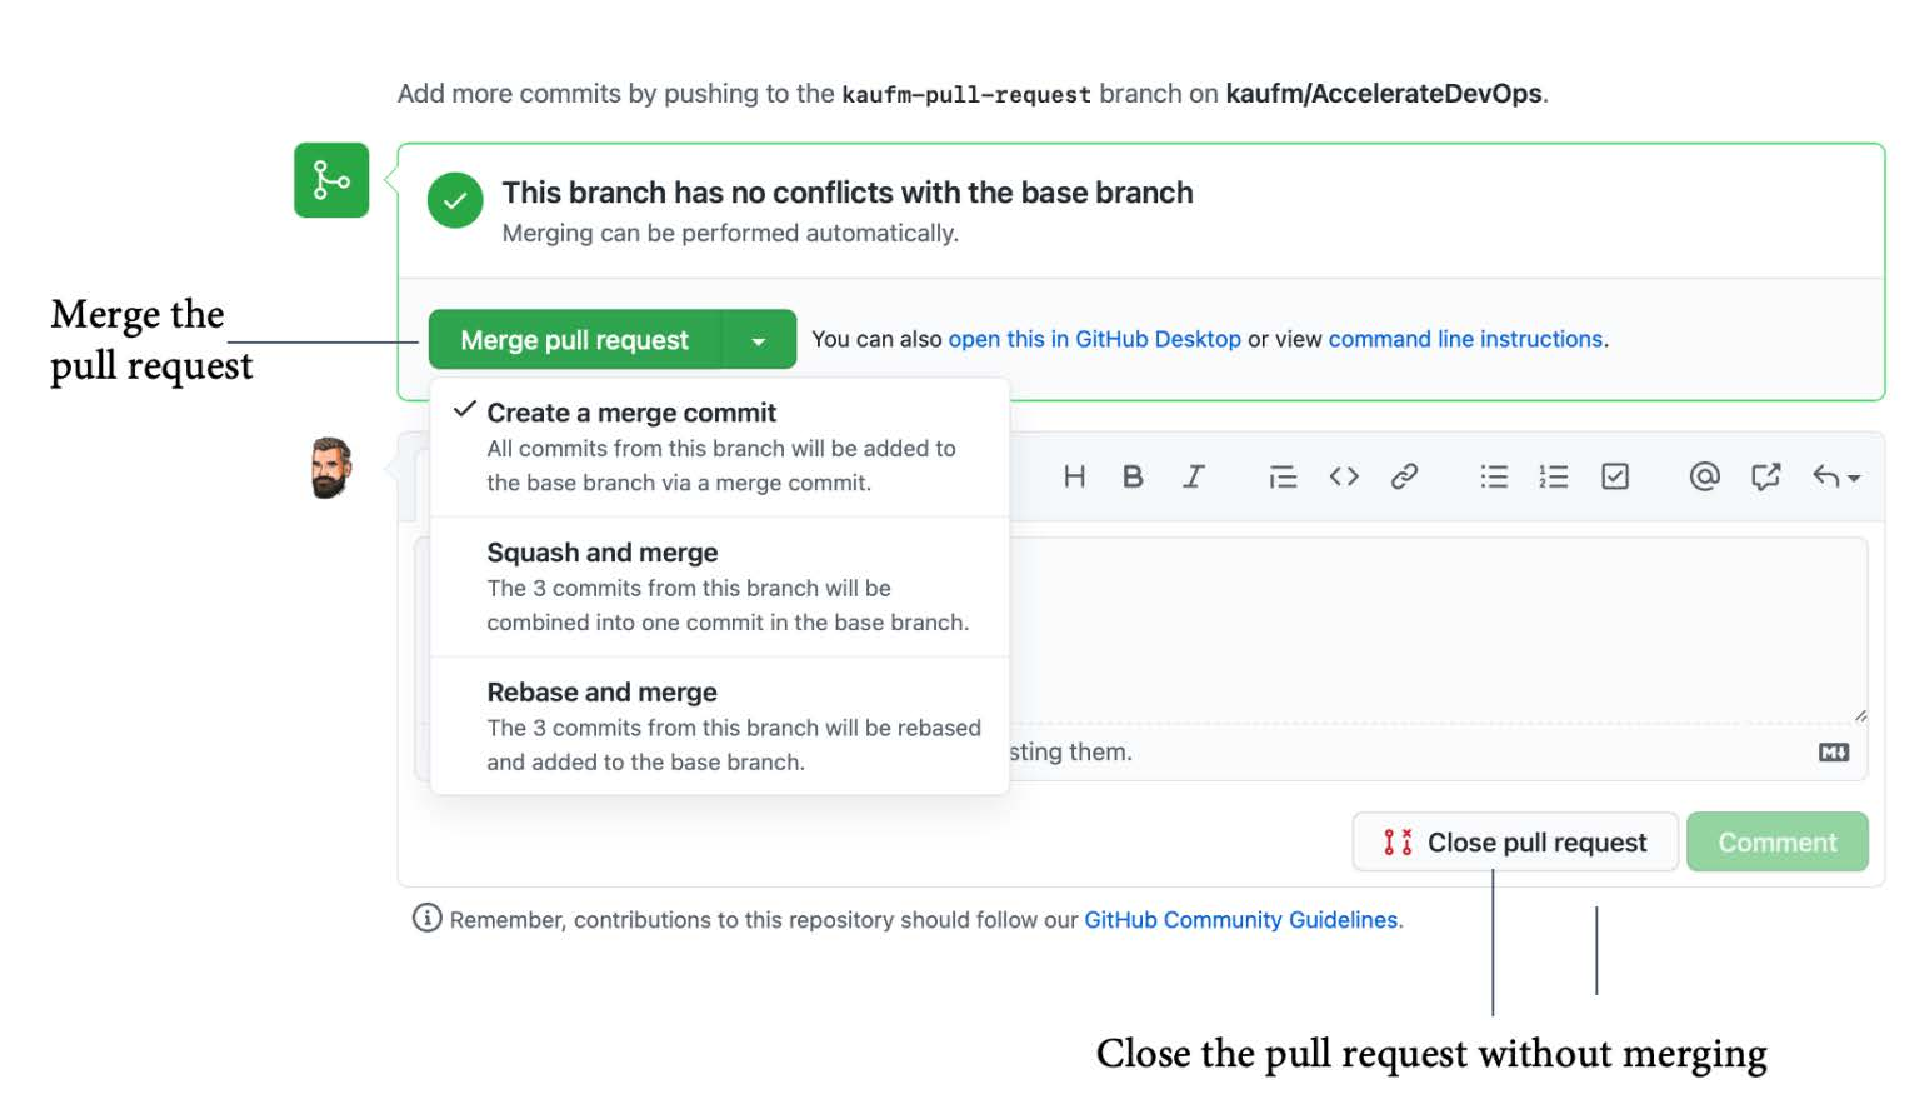 Add more commits by pushing to the kaufm-pull-request branch on kaufm/AccelerateDevOps.
This branch has no conflicts with the base branch
Merging can be performed automatically.
Merge the
pull request
Merge pull request
You can also open this in GitHub Desktop or view command line instructions.
Create a merge commit
All commits from this branch will be added to
the base branch via a merge commit.
H B I
Squash and merge
The 3 commits from this branch will be
combined into one commit in the base branch.
Rebase and merge
The 3 commits from this branch will be rebased
and added to the base branch.
sting them.
Close pull request
Comment
Remember, contributions to this repository should follow our GitHub Community Guidelines.
Close the pull request without merging